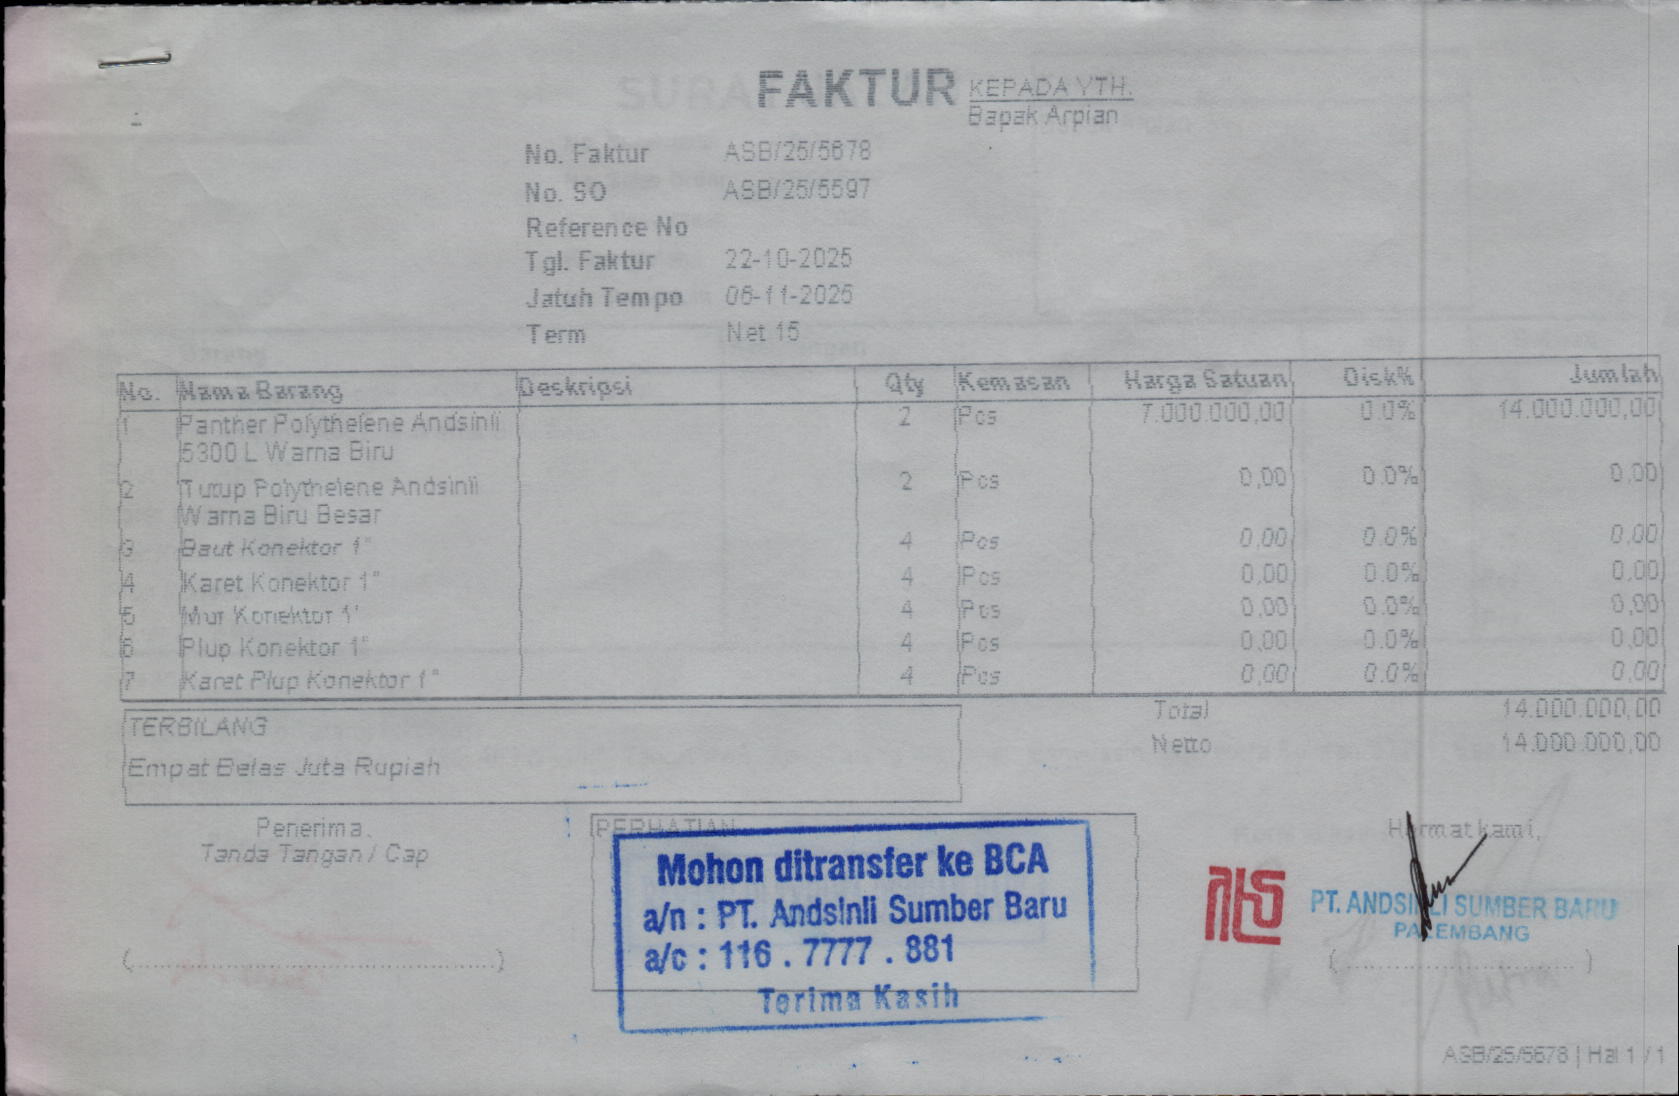 FAKTUR
KEPADA YTH.
Bapak Arpian
No. Faktur ASB/25/5678
No. SO ASB/25/5597
Reference No
Tgl. Faktur 22-10-2025
Jatuh Tempo 06-11-2025
Term Net 15
No. Nama Barang Deskripsi Qty Kemasan Harga Satuan Disk% Jumlah
1 Panther Polythelene Andsinli 2 Pcs 7.000.000,00 0.0% 14.000.000,00
5300 L Warna Biru
2 Tutup Polythelene Andsinli 2 Pcs 0,00 0.0% 0,00
Warna Biru Besar
3 Baut Konektor 1" 4 Pcs 0,00 0.0% 0,00
4 Karet Konektor 1" 4 Pcs 0,00 0.0% 0,00
5 Mur Konektor 1" 4 Pcs 0,00 0.0% 0,00
6 Plup Konektor 1" 4 Pcs 0,00 0.0% 0,00
7 Karet Plup Konektor 1" 4 Pcs 0,00 0.0% 0,00
Total 14.000.000,00
Netto 14.000.000,00
TERBILANG
Empat Belas Juta Rupiah
Penerima,
Tanda Tangan / Cap
(......................................)
PERHATIAN
Mohon ditransfer ke BCA
a/n : PT. Andsinli Sumber Baru
a/c : 116 . 7777 . 881
Terima Kasih
Hormat kami,
PT. ANDSINLI SUMBER BARU
PALEMBANG
(..........................)
ASB/25/5678 | Hal 1 / 1